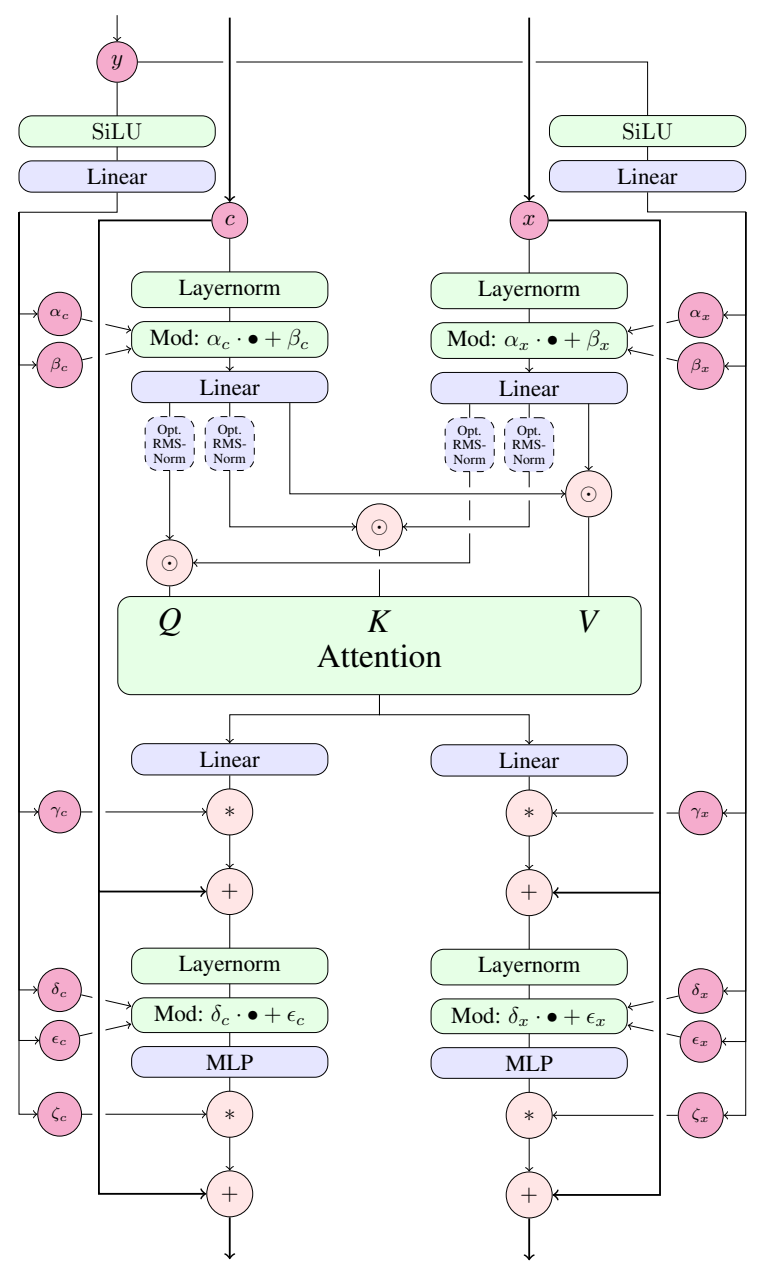 y
SiLU
SiLU
Linear
Linear
c
x
Layernorm
Layernorm
α_c
α_x
Mod: α_c · • + β_c
Mod: α_x · • + β_x
β_c
β_x
Linear
Linear
Opt.
RMS-
Norm
Opt.
RMS-
Norm
Opt.
RMS-
Norm
Opt.
RMS-
Norm
⊙
⊙
⊙
Q K V
Attention
Linear
Linear
γ_c
*
*
γ_x
+
+
Layernorm
Layernorm
δ_c
δ_x
Mod: δ_c · • + ϵ_c
Mod: δ_x · • + ϵ_x
ϵ_c
ϵ_x
MLP
MLP
ζ_c
*
*
ζ_x
+
+